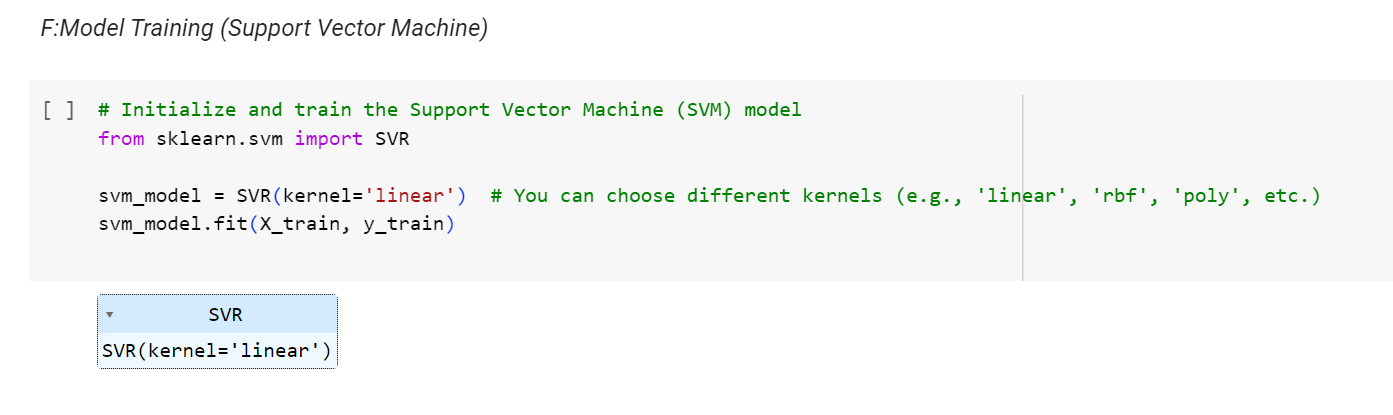 F:Model Training (Support Vector Machine)
[ ] # Initialize and train the Support Vector Machine (SVM) model
from sklearn.svm import SVR
svm_model = SVR(kernel='linear')  # You can choose different kernels (e.g., 'linear', 'rbf', 'poly', etc.)
svm_model.fit(X_train, y_train)
▾ SVR
SVR(kernel='linear')